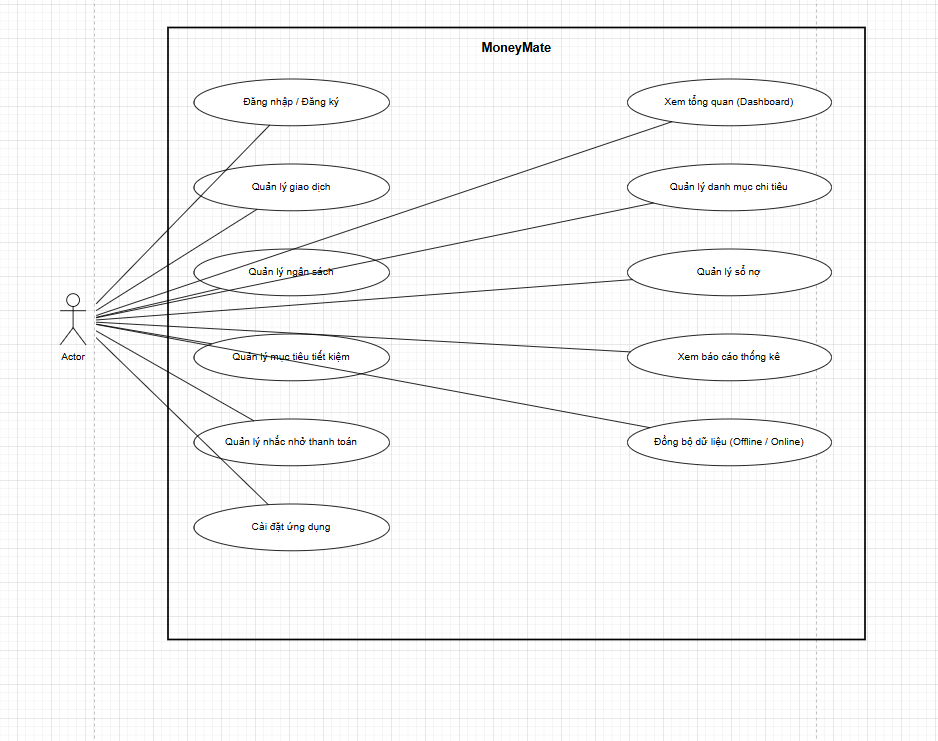 MoneyMate
Đăng nhập / Đăng ký
Xem tổng quan (Dashboard)
Quản lý giao dịch
Quản lý danh mục chi tiêu
Quản lý ngân sách
Quản lý sổ nợ
Actor
Quản lý mục tiêu tiết kiệm
Xem báo cáo thống kê
Quản lý nhắc nhở thanh toán
Đồng bộ dữ liệu (Offline / Online)
Cài đặt ứng dụng